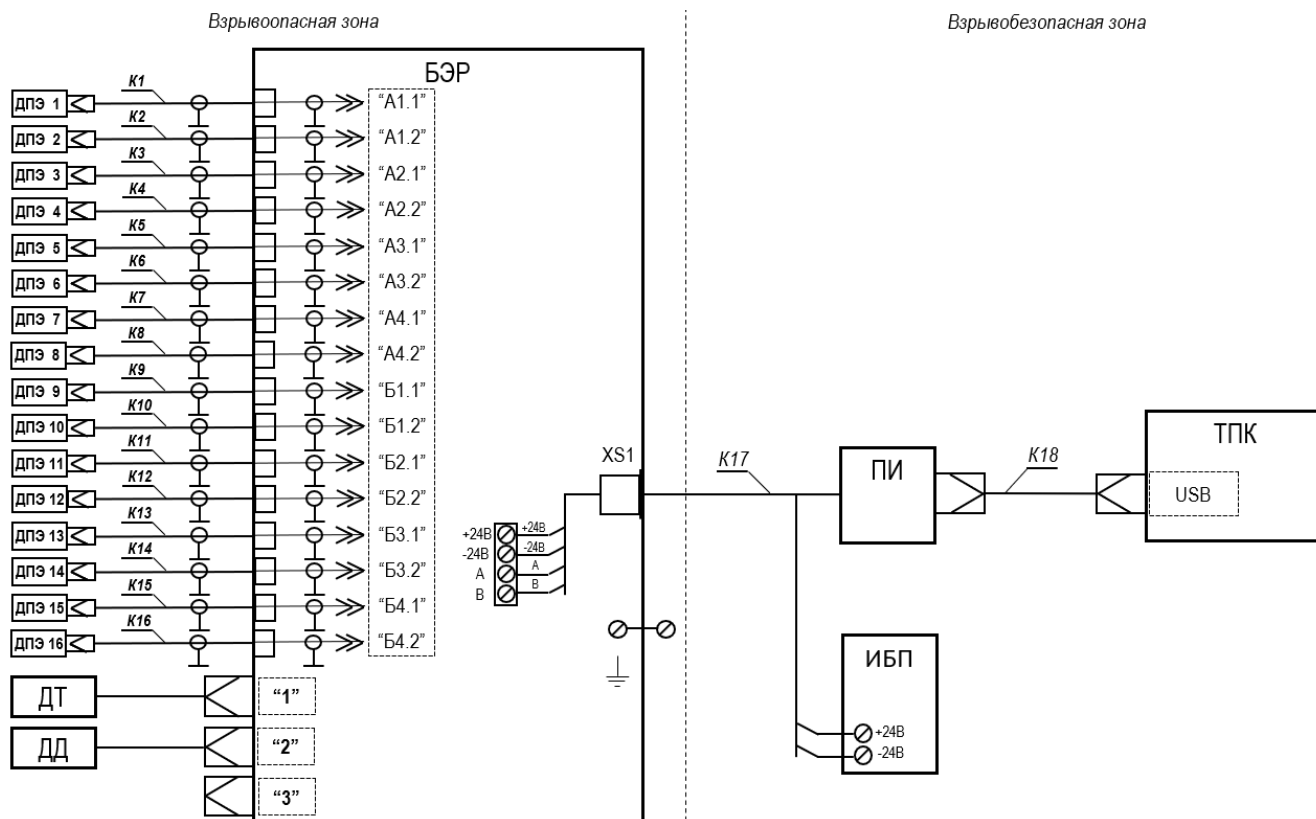 Взрывоопасная зона
Взрывобезопасная зона
БЭР
ДПЭ 1 К1 “А1.1”
ДПЭ 2 К2 “А1.2”
ДПЭ 3 К3 “А2.1”
ДПЭ 4 К4 “А2.2”
ДПЭ 5 К5 “А3.1”
ДПЭ 6 К6 “А3.2”
ДПЭ 7 К7 “А4.1”
ДПЭ 8 К8 “А4.2”
ДПЭ 9 К9 “Б1.1”
ДПЭ 10 К10 “Б1.2”
ДПЭ 11 К11 “Б2.1”
ДПЭ 12 К12 “Б2.2”
ДПЭ 13 К13 “Б3.1”
ДПЭ 14 К14 “Б3.2”
ДПЭ 15 К15 “Б4.1”
ДПЭ 16 К16 “Б4.2”
ДТ “1”
ДД “2”
“3”
XS1
+24В +24В
-24В -24В
А А
В В
К17
ПИ
К18
ТПК
USB
ИБП
+24В
-24В